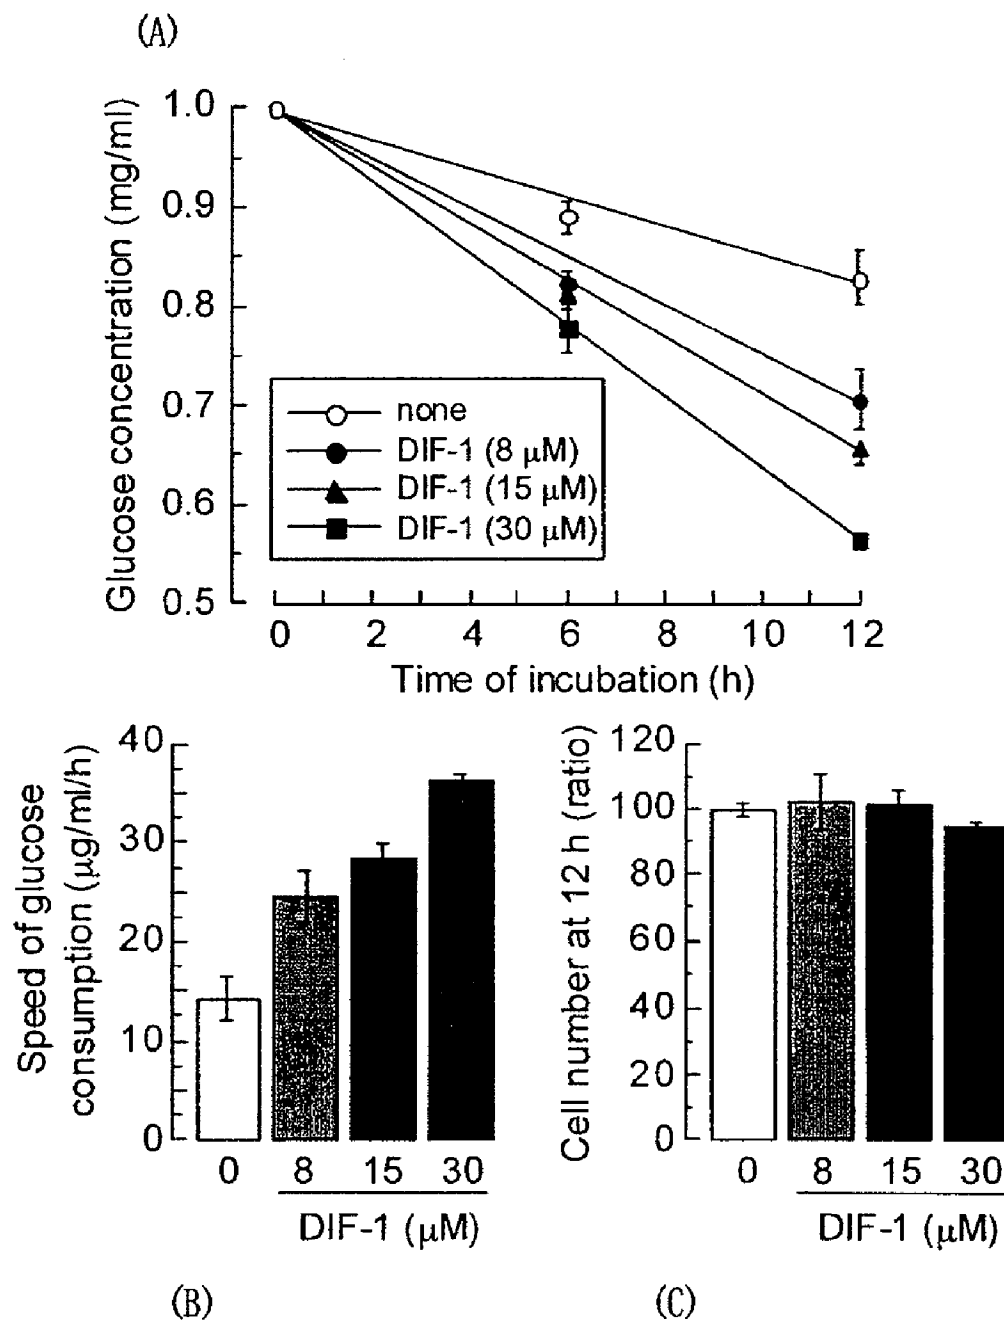 (A)
Glucose concentration (mg/ml)
1.0
0.9
0.8
0.7
0.6
0.5
none
DIF-1 (8 μM)
DIF-1 (15 μM)
DIF-1 (30 μM)
0 2 4 6 8 10 12
Time of incubation (h)
Speed of glucose
consumption (μg/ml/h)
40
30
20
10
0
0 8 15 30
DIF-1 (μM)
(B)
Cell number at 12 h (ratio)
120
100
80
60
40
20
0
0 8 15 30
DIF-1 (μM)
(C)